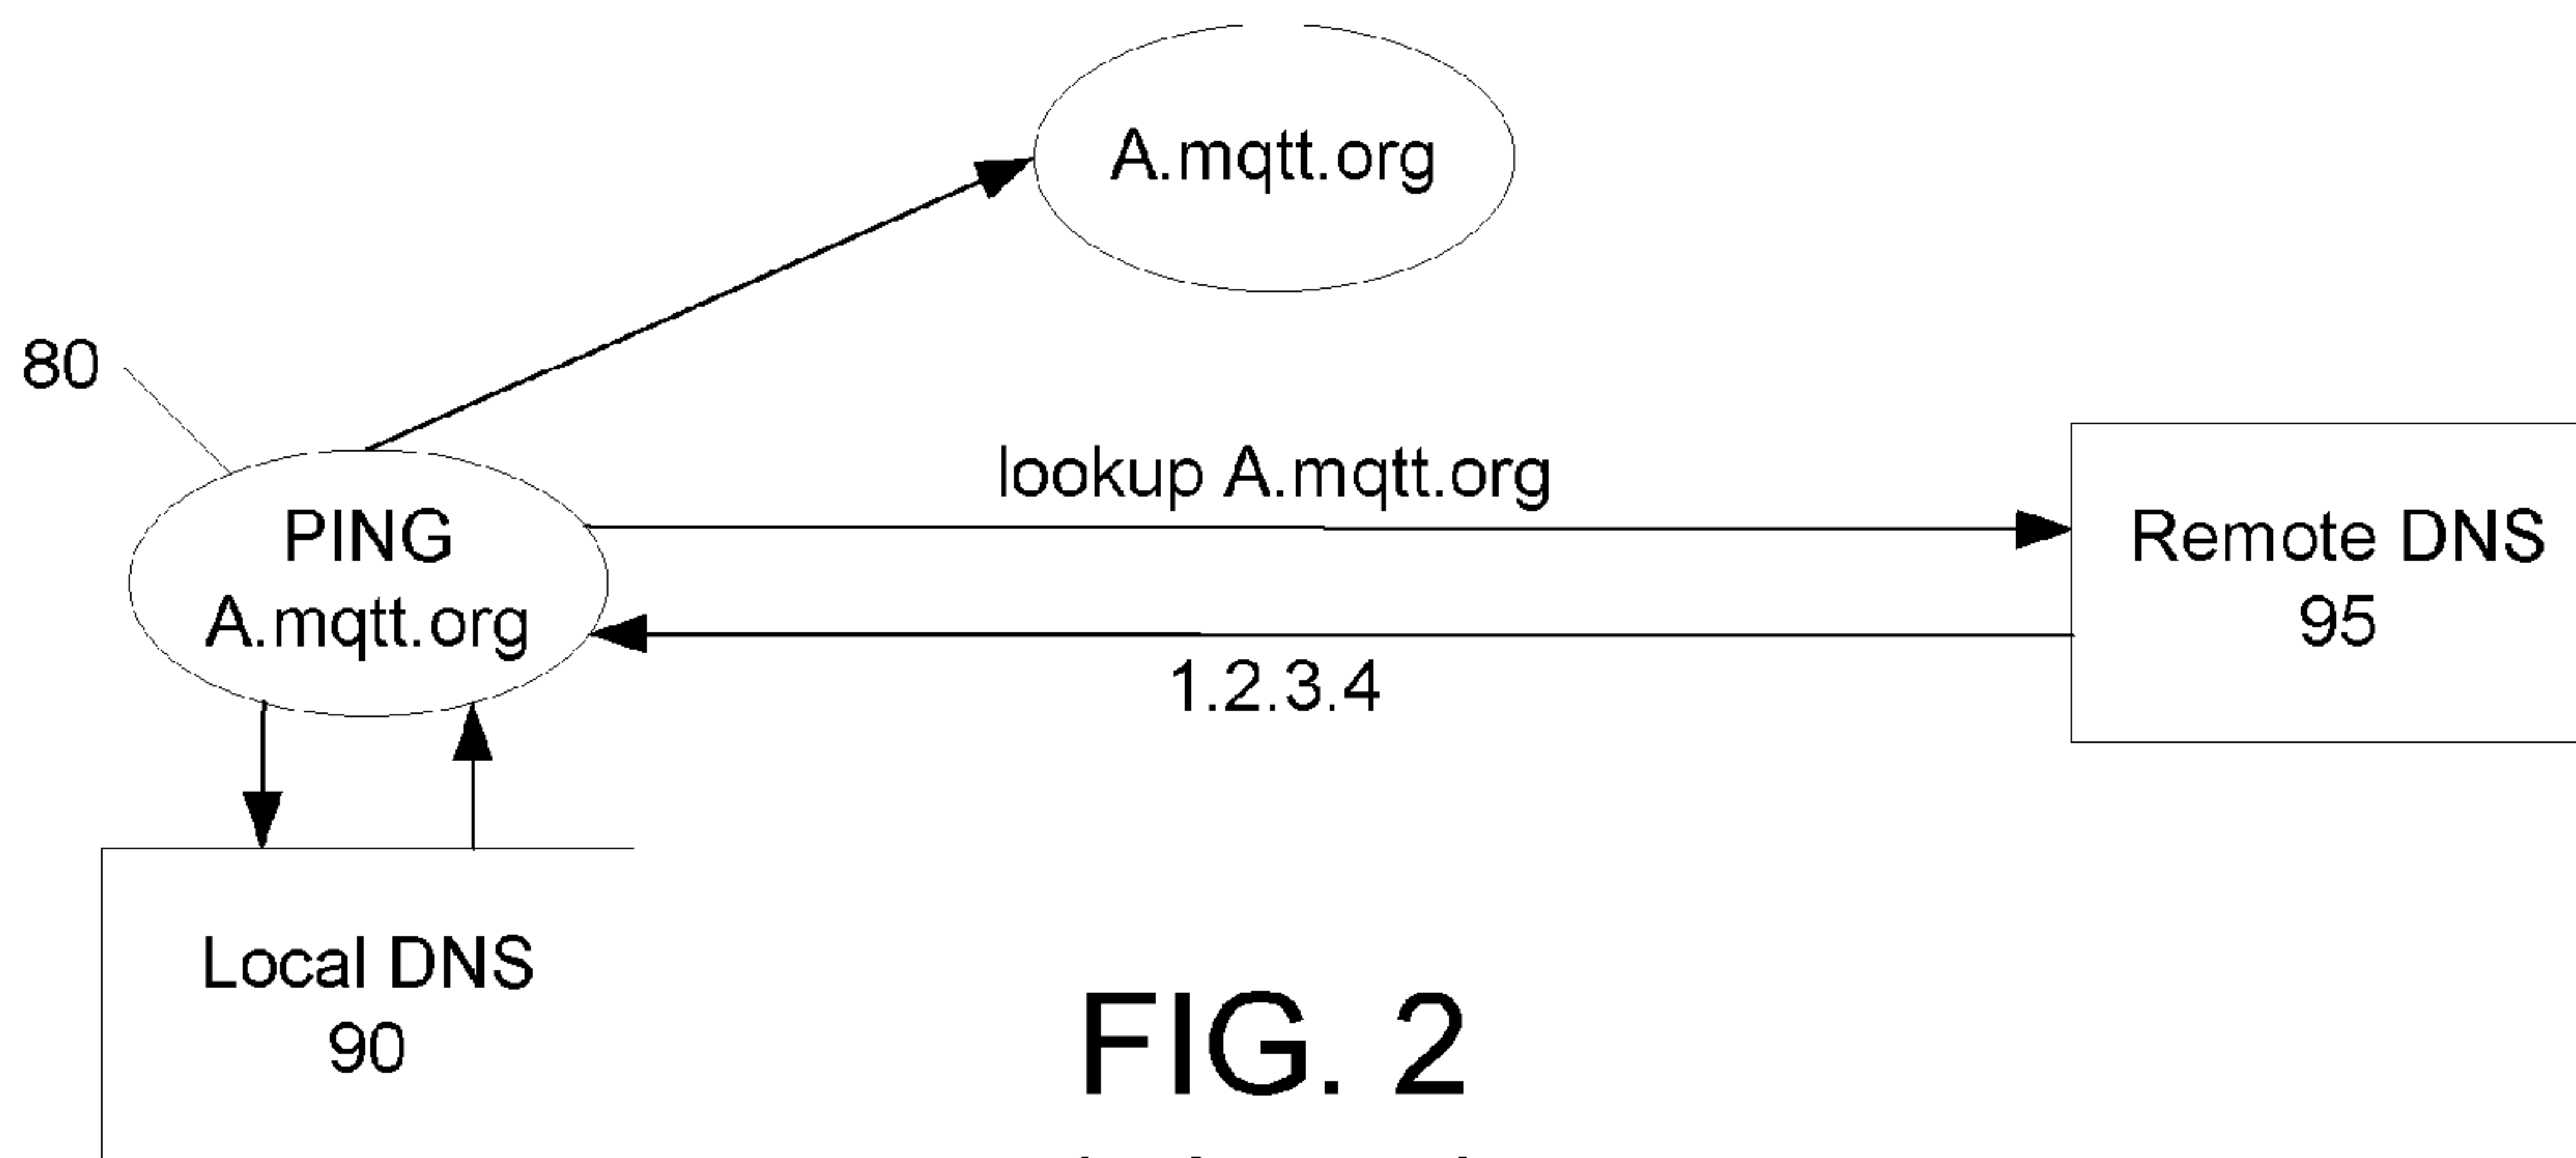 A.mqtt.org
80
lookup A.mqtt.org
PING
A.mqtt.org
Remote DNS
95
1.2.3.4
Local DNS
90
FIG. 2